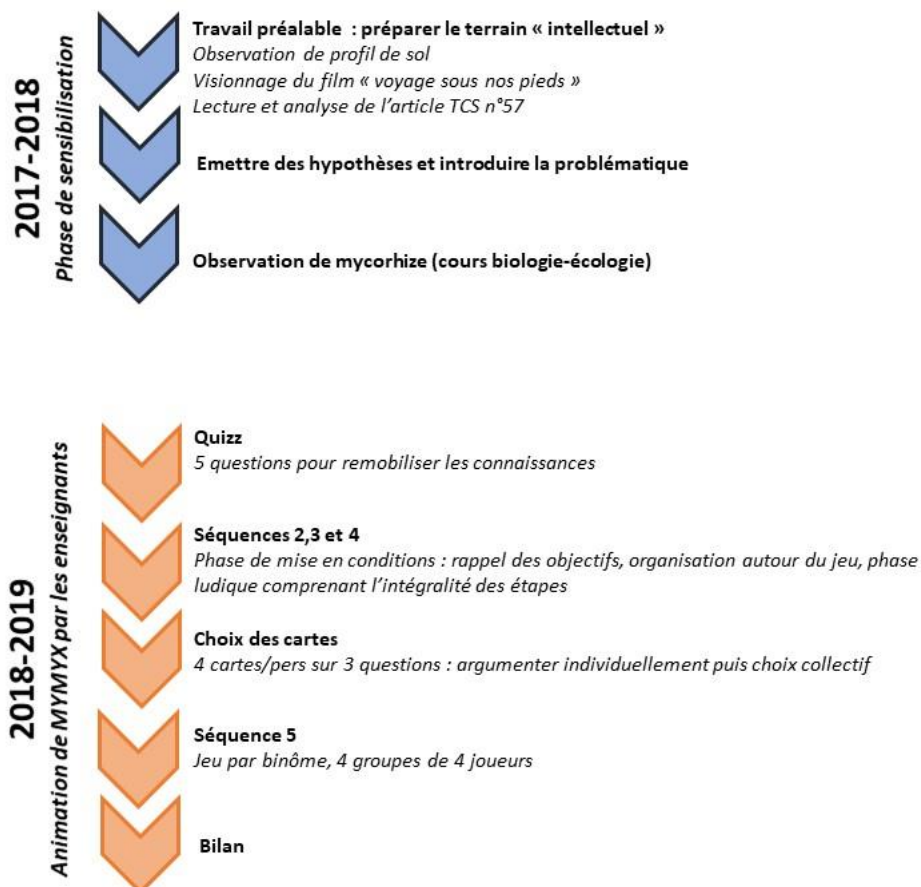 2017-2018
Phase de sensibilisation
Travail préalable : préparer le terrain « intellectuel »
Observation de profil de sol
Visionnage du film « voyage sous nos pieds »
Lecture et analyse de l’article TCS n°57
Emettre des hypothèses et introduire la problématique
Observation de mycorhize (cours biologie-écologie)
2018-2019
Animation de MYMYX par les enseignants
Quizz
5 questions pour remobiliser les connaissances
Séquences 2,3 et 4
Phase de mise en conditions : rappel des objectifs, organisation autour du jeu, phase
ludique comprenant l’intégralité des étapes
Choix des cartes
4 cartes/pers sur 3 questions : argumenter individuellement puis choix collectif
Séquence 5
Jeu par binôme, 4 groupes de 4 joueurs
Bilan